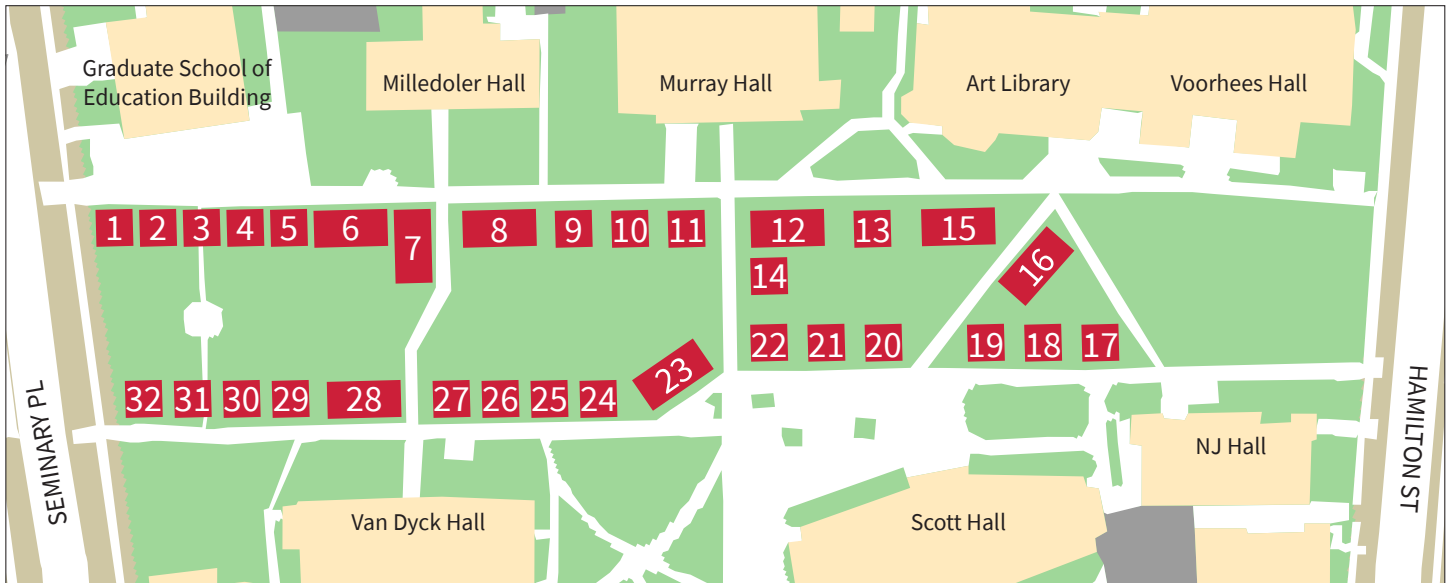 Graduate School of
Education Building
Milledoler Hall
Murray Hall
Art Library
Voorhees Hall
1
2
3
4
5
6
7
8
9
10
11
12
13
15
14
16
22
21
20
19
18
17
23
32
31
30
29
28
27
26
25
24
SEMINARY PL
HAMILTON ST
NJ Hall
Van Dyck Hall
Scott Hall